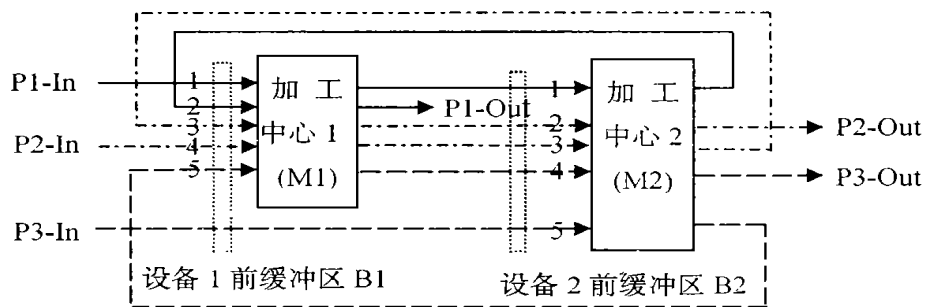 P1-In
P2-In
P3-In
1
2
3
4
5
加工
中心 1
(M1)
P1-Out
1
2
3
4
5
加工
中心 2
(M2)
P2-Out
P3-Out
设备 1 前缓冲区 B1
设备 2 前缓冲区 B2